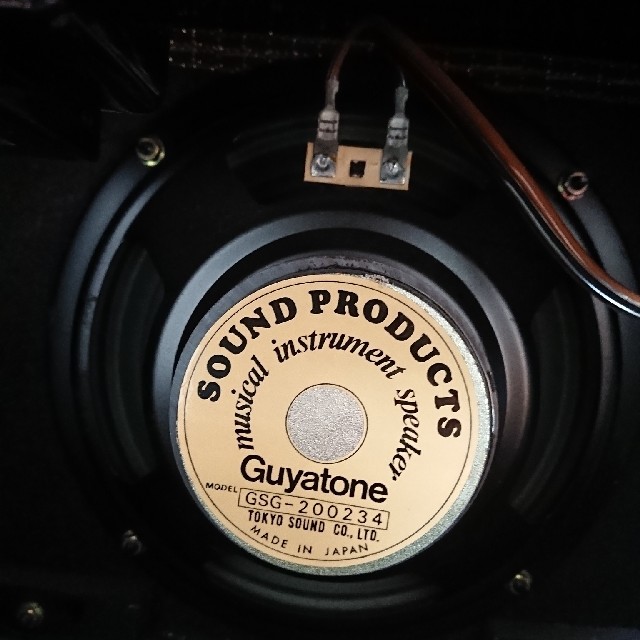 SOUND PRODUCTS
musical instrument speaker
Guyatone
MODEL GSG-200234
TOKYO SOUND CO., LTD.
MADE IN JAPAN